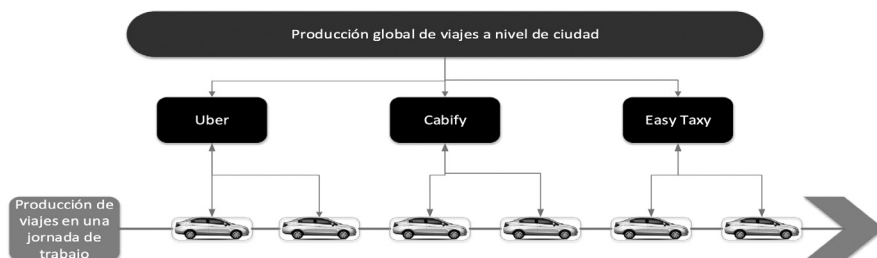 Producción global de viajes a nivel de ciudad
Uber
Cabify
Easy Taxy
Producción de
viajes en una
jornada de
trabajo